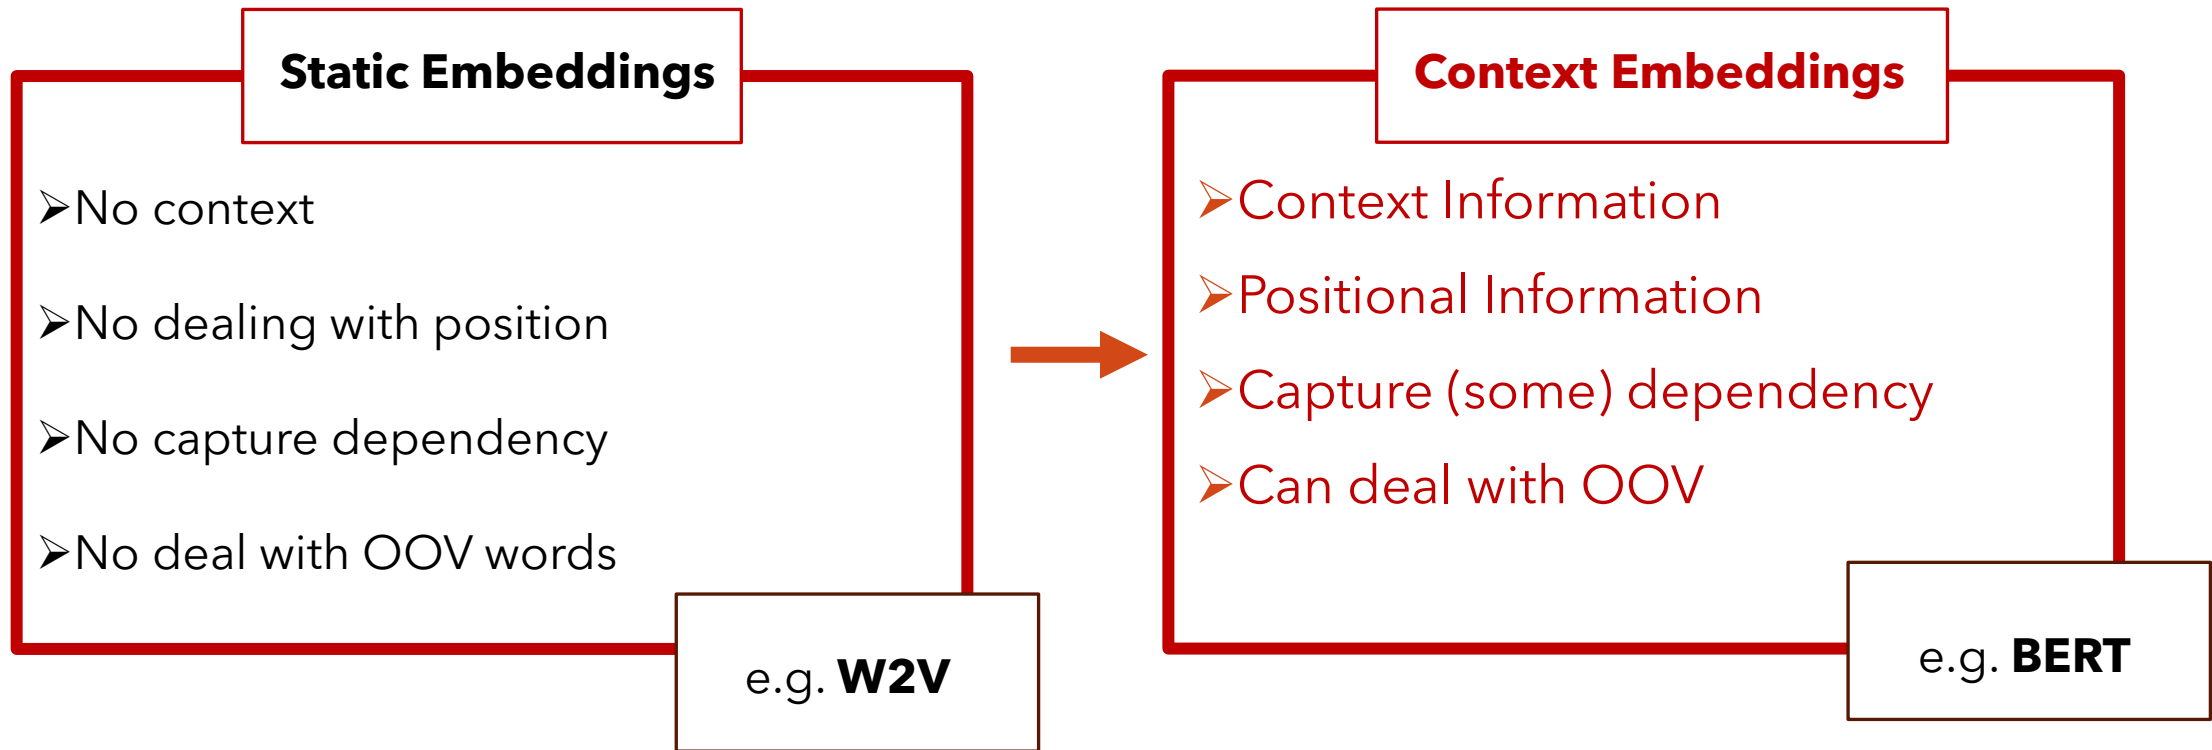 Static Embeddings
➢No context
➢No dealing with position
➢No capture dependency
➢No deal with OOV words
e.g. W2V
Context Embeddings
➢Context Information
➢Positional Information
➢Capture (some) dependency
➢Can deal with OOV
e.g. BERT